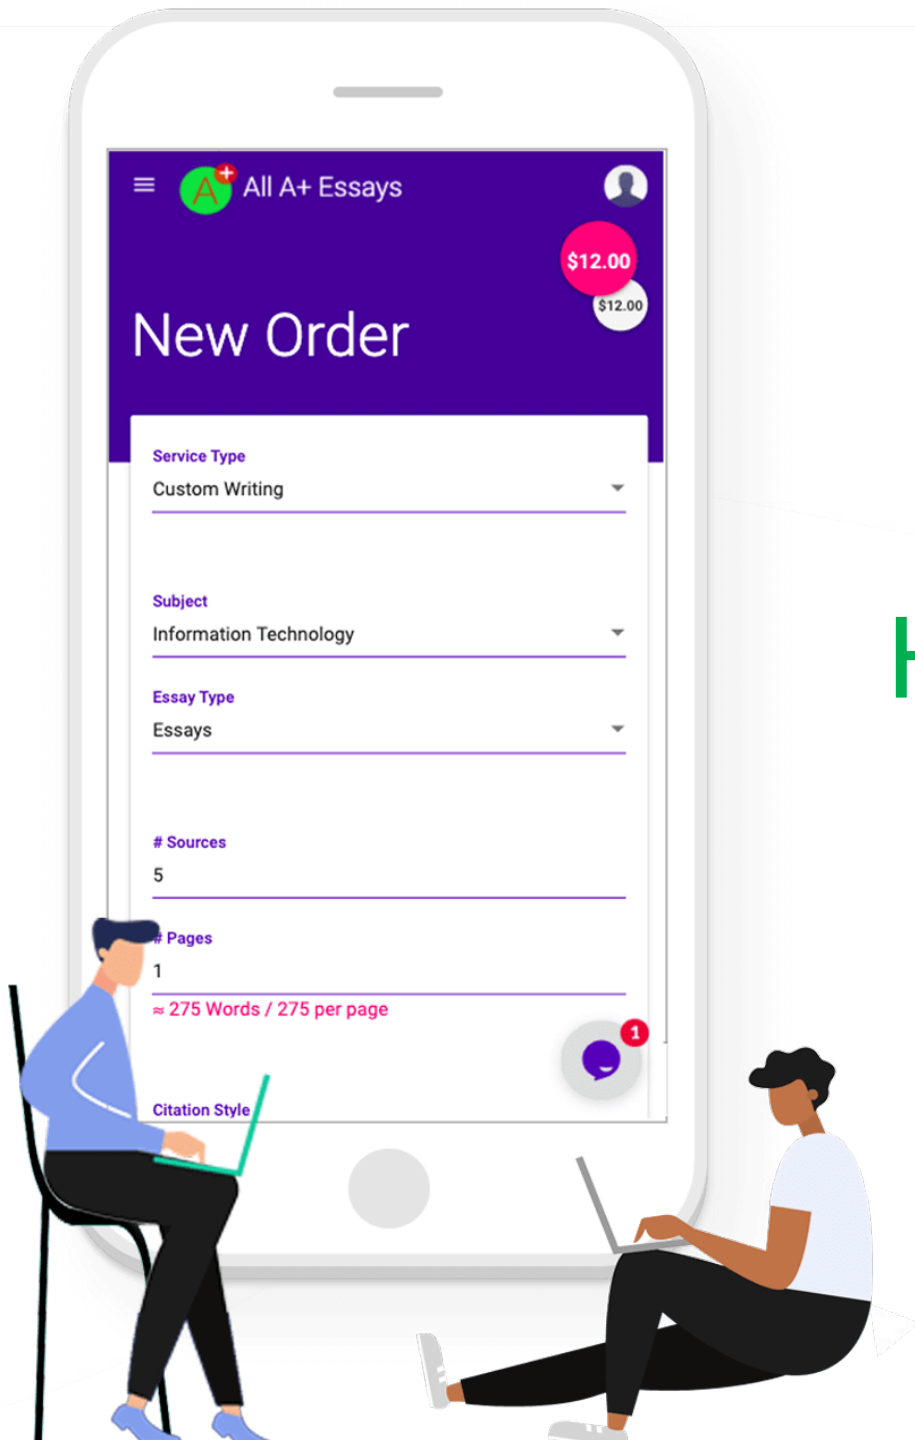 A+ All A+ Essays
$12.00
$12.00
New Order
Service Type
Custom Writing
Subject
Information Technology
Essay Type
Essays
# Sources
5
# Pages
1
≈ 275 Words / 275 per page
1
Citation Style